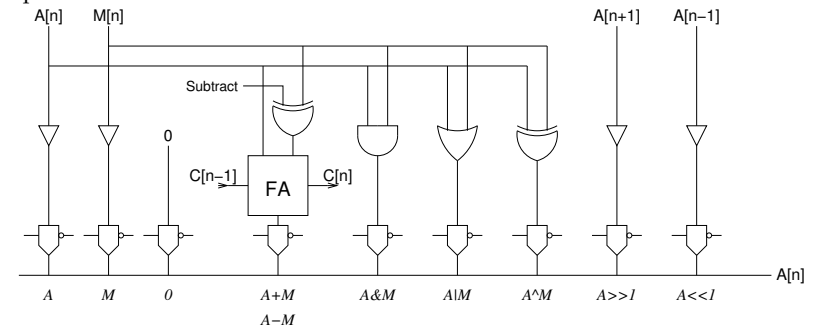 A[n] M[n] A[n+1] A[n−1]
Subtract
0
C[n−1] FA C[n]
A[n]
A M 0 A+M A&M A|M A^M A>>1 A<<1
A−M